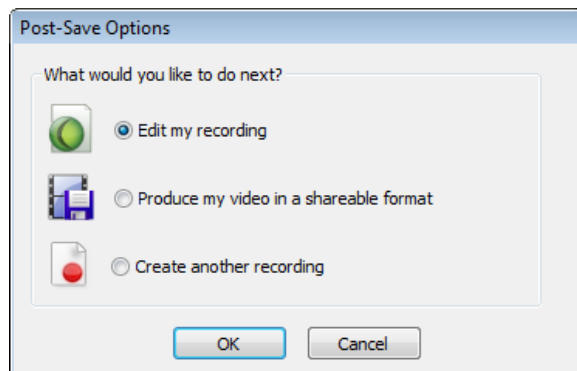 Post-Save Options
What would you like to do next?
Edit my recording
Produce my video in a shareable format
Create another recording
OK
Cancel